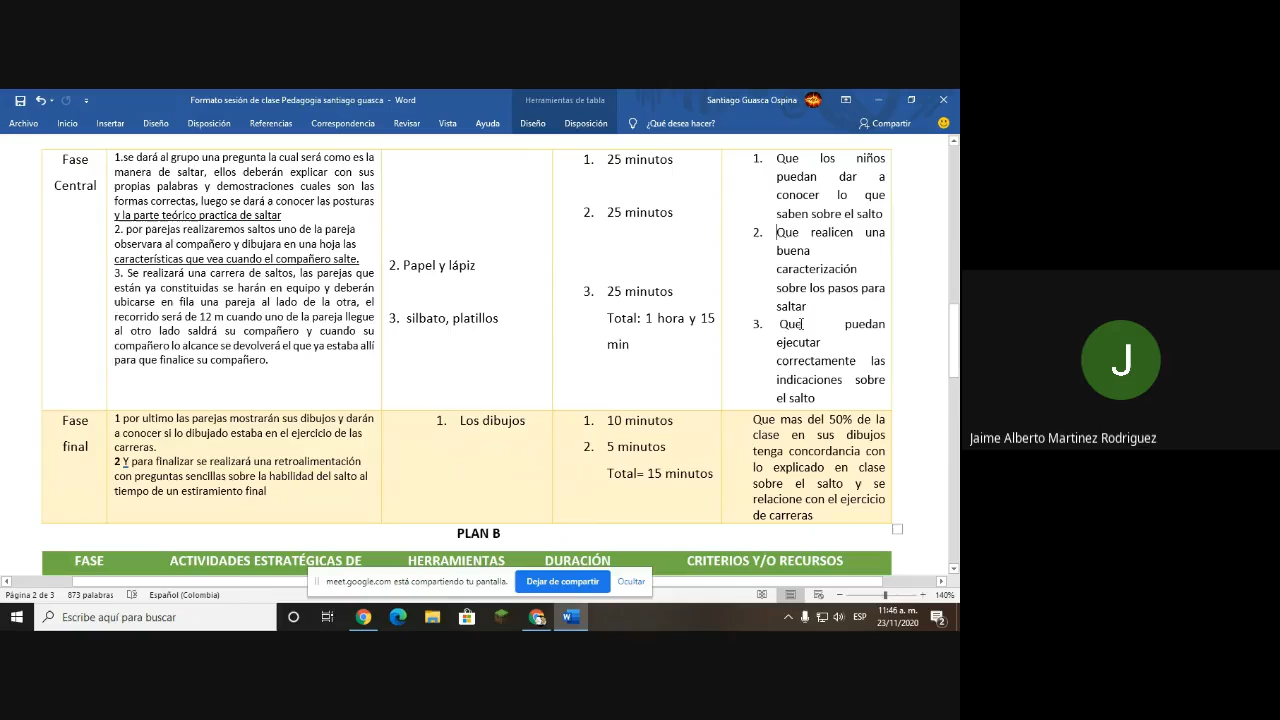 Formato sesión de clase Pedagogia santiago guasca - Word
Herramientas de tabla
Santiago Guasca Ospina
Archivo Inicio Insertar Diseño Disposición Referencias Correspondencia Revisar Vista Ayuda Diseño Disposición ¿Qué desea hacer? Compartir
Fase
Central
1.se dará al grupo una pregunta la cual será como es la
manera de saltar, ellos deberán explicar con sus
propias palabras y demostraciones cuales son las
formas correctas, luego se dará a conocer las posturas
y la parte teórico practica de saltar
2. por parejas realizaremos saltos uno de la pareja
observara al compañero y dibujara en una hoja las
características que vea cuando el compañero salte.
3. Se realizará una carrera de saltos, las parejas que
están ya constituidas se harán en equipo y deberán
ubicarse en fila una pareja al lado de la otra, el
recorrido será de 12 m cuando uno de la pareja llegue
al otro lado saldrá su compañero y cuando su
compañero lo alcance se devolverá el que ya estaba allí
para que finalice su compañero.
2. Papel y lápiz
3. silbato, platillos
1. 25 minutos
2. 25 minutos
3. 25 minutos
Total: 1 hora y 15
min
1. Que los niños
puedan dar a
conocer lo que
saben sobre el salto
2. Que realicen una
buena
caracterización
sobre los pasos para
saltar
3. Que puedan
ejecutar
correctamente las
indicaciones sobre
el salto
Fase
final
1 por ultimo las parejas mostrarán sus dibujos y darán
a conocer si lo dibujado estaba en el ejercicio de las
carreras.
2 Y para finalizar se realizará una retroalimentación
con preguntas sencillas sobre la habilidad del salto al
tiempo de un estiramiento final
1. Los dibujos
1. 10 minutos
2. 5 minutos
Total= 15 minutos
Que mas del 50% de la
clase en sus dibujos
tenga concordancia con
lo explicado en clase
sobre el salto y se
relacione con el ejercicio
de carreras
PLAN B
FASE ACTIVIDADES ESTRATÉGICAS DE HERRAMIENTAS DURACIÓN CRITERIOS Y/O RECURSOS
meet.google.com está compartiendo tu pantalla. Dejar de compartir Ocultar
Página 2 de 3 873 palabras Español (Colombia) 140%
Escribe aquí para buscar
ESP
11:46 a. m.
23/11/2020
2
J
Jaime Alberto Martinez Rodriguez